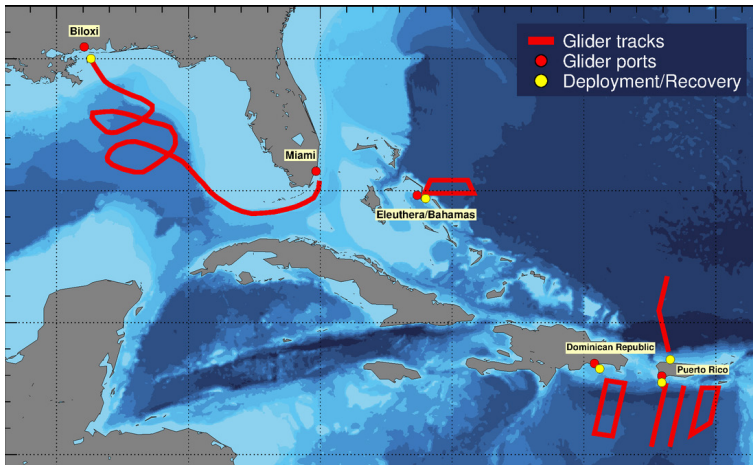 Biloxi
Glider tracks
Glider ports
Deployment/Recovery
Miami
Eleuthera/Bahamas
Dominican Republic
Puerto Rico